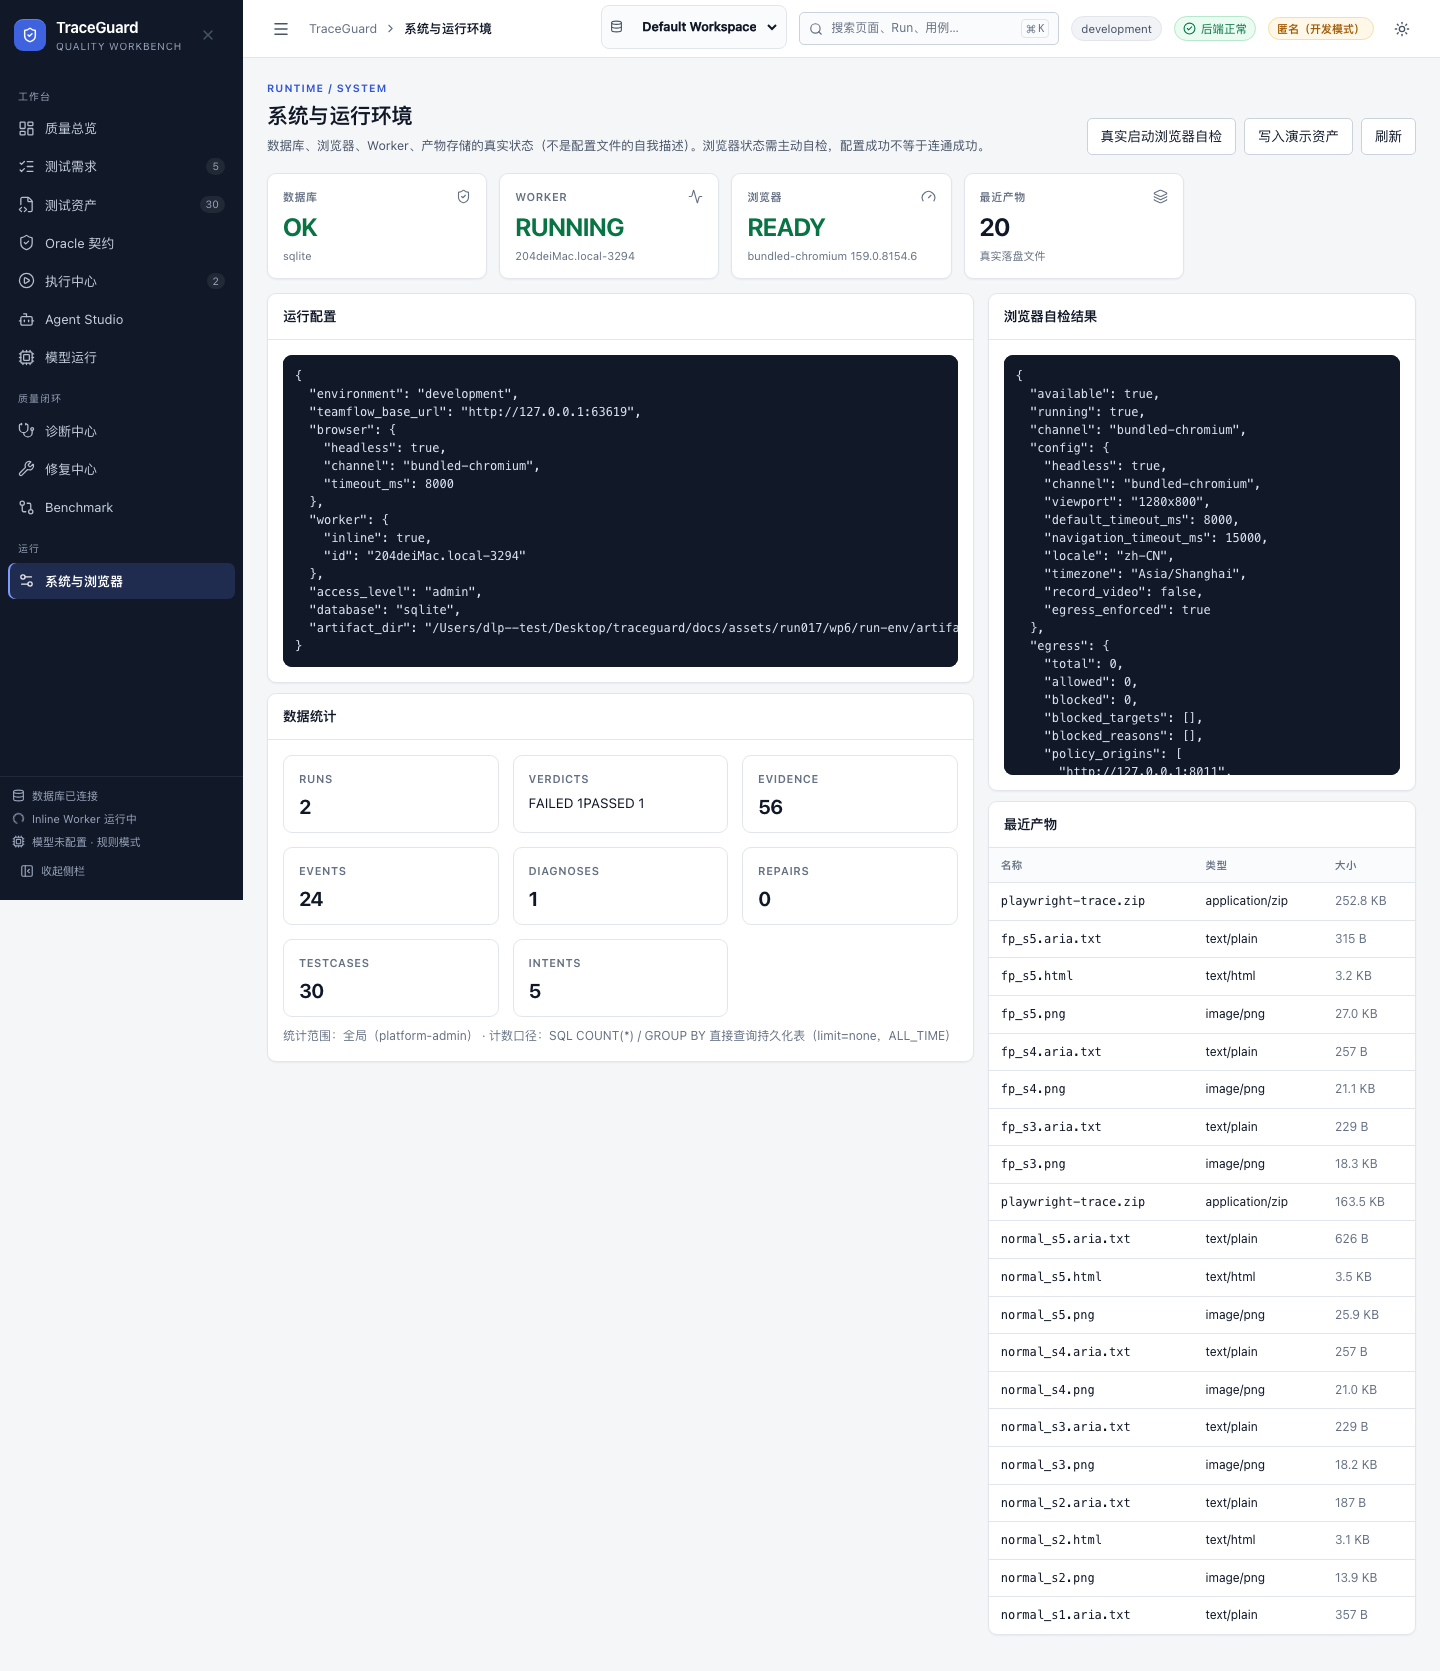 TraceGuard
QUALITY WORKBENCH
工作台
质量总览
测试需求 5
测试资产 30
Oracle 契约
执行中心 2
Agent Studio
模型运行
质量闭环
诊断中心
修复中心
Benchmark
运行
系统与浏览器
数据库已连接
Inline Worker 运行中
模型未配置 · 规则模式
收起侧栏
TraceGuard > 系统与运行环境 Default Workspace 搜索页面、Run、用例... ⌘ K development 后端正常 匿名（开发模式）
RUNTIME / SYSTEM
系统与运行环境
数据库、浏览器、Worker、产物存储的真实状态（不是配置文件的自我描述）。浏览器状态需主动自检，配置成功不等于连通成功。
真实启动浏览器自检 写入演示资产 刷新
数据库
OK
sqlite
WORKER
RUNNING
204deiMac.local-3294
浏览器
READY
bundled-chromium 159.0.8154.6
最近产物
20
真实落盘文件
运行配置
{
"environment": "development",
"teamflow_base_url": "http://127.0.0.1:63619",
"browser": {
"headless": true,
"channel": "bundled-chromium",
"timeout_ms": 8000
},
"worker": {
"inline": true,
"id": "204deiMac.local-3294"
},
"access_level": "admin",
"database": "sqlite",
"artifact_dir": "/Users/dlp--test/Desktop/traceguard/docs/assets/run017/wp6/run-env/artifa
}
数据统计
RUNS
2
VERDICTS
FAILED 1PASSED 1
EVIDENCE
56
EVENTS
24
DIAGNOSES
1
REPAIRS
0
TESTCASES
30
INTENTS
5
统计范围：全局（platform-admin） · 计数口径：SQL COUNT(*) / GROUP BY 直接查询持久化表（limit=none，ALL_TIME）
浏览器自检结果
{
"available": true,
"running": true,
"channel": "bundled-chromium",
"config": {
"headless": true,
"channel": "bundled-chromium",
"viewport": "1280x800",
"default_timeout_ms": 8000,
"navigation_timeout_ms": 15000,
"locale": "zh-CN",
"timezone": "Asia/Shanghai",
"record_video": false,
"egress_enforced": true
},
"egress": {
"total": 0,
"allowed": 0,
"blocked": 0,
"blocked_targets": [],
"blocked_reasons": [],
"policy_origins": [
"http://127.0.0.1:8011",
最近产物
名称 类型 大小
playwright-trace.zip application/zip 252.8 KB
fp_s5.aria.txt text/plain 315 B
fp_s5.html text/html 3.2 KB
fp_s5.png image/png 27.0 KB
fp_s4.aria.txt text/plain 257 B
fp_s4.png image/png 21.1 KB
fp_s3.aria.txt text/plain 229 B
fp_s3.png image/png 18.3 KB
playwright-trace.zip application/zip 163.5 KB
normal_s5.aria.txt text/plain 626 B
normal_s5.html text/html 3.5 KB
normal_s5.png image/png 25.9 KB
normal_s4.aria.txt text/plain 257 B
normal_s4.png image/png 21.0 KB
normal_s3.aria.txt text/plain 229 B
normal_s3.png image/png 18.2 KB
normal_s2.aria.txt text/plain 187 B
normal_s2.html text/html 3.1 KB
normal_s2.png image/png 13.9 KB
normal_s1.aria.txt text/plain 357 B